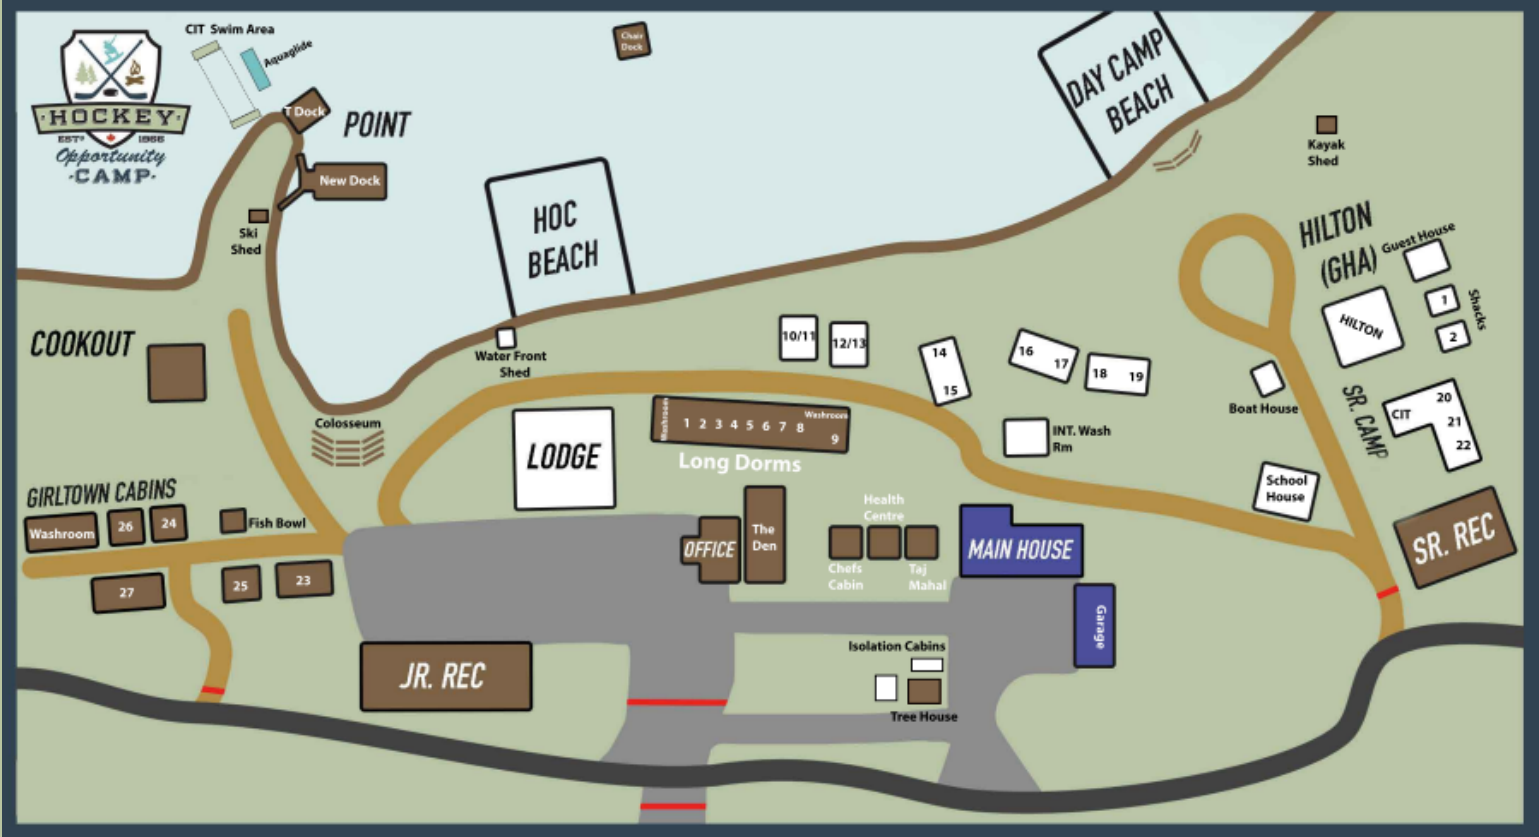 CIT Swim Area
Aquaglide
HOCKEY
ESTD 1966
Opportunity
·CAMP·
T Dock
POINT
New Dock
Ski
Shed
Chair
Dock
HOC
BEACH
DAY CAMP
BEACH
Kayak
Shed
HILTON
(GHA)
Guest House
HILTON
1
2
Shacks
COOKOUT
Water Front
Shed
10/11
12/13
14
15
16
17
18
19
Boat House
SR. CAMP
CIT
20
21
22
Colosseum
LODGE
Washroom
1 2 3 4 5 6 7 8
Washroom
9
Long Dorms
INT. Wash
Rm
School
House
SR. REC
GIRLTOWN CABINS
Washroom
26
24
Fish Bowl
27
25
23
OFFICE
The
Den
Health
Centre
Chefs
Cabin
Taj
Mahal
MAIN HOUSE
Garage
JR. REC
Isolation Cabins
Tree House